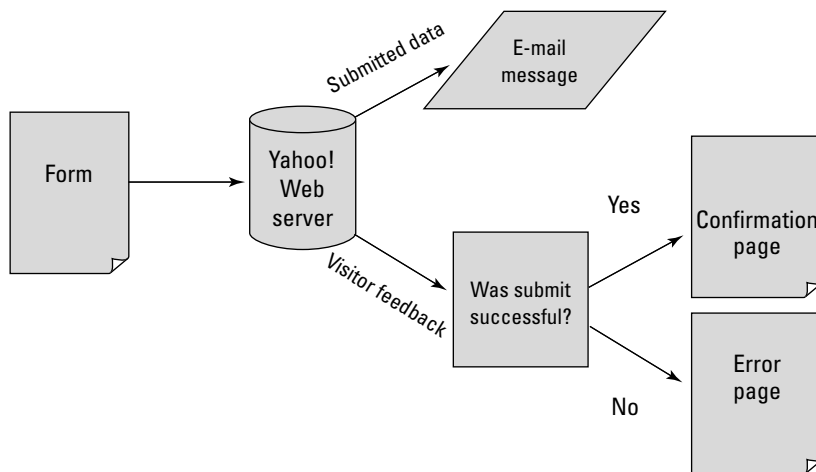 Form
Yahoo!
Web
server
Submitted data
E-mail
message
Visitor feedback
Was submit
successful?
Yes
Confirmation
page
No
Error
page